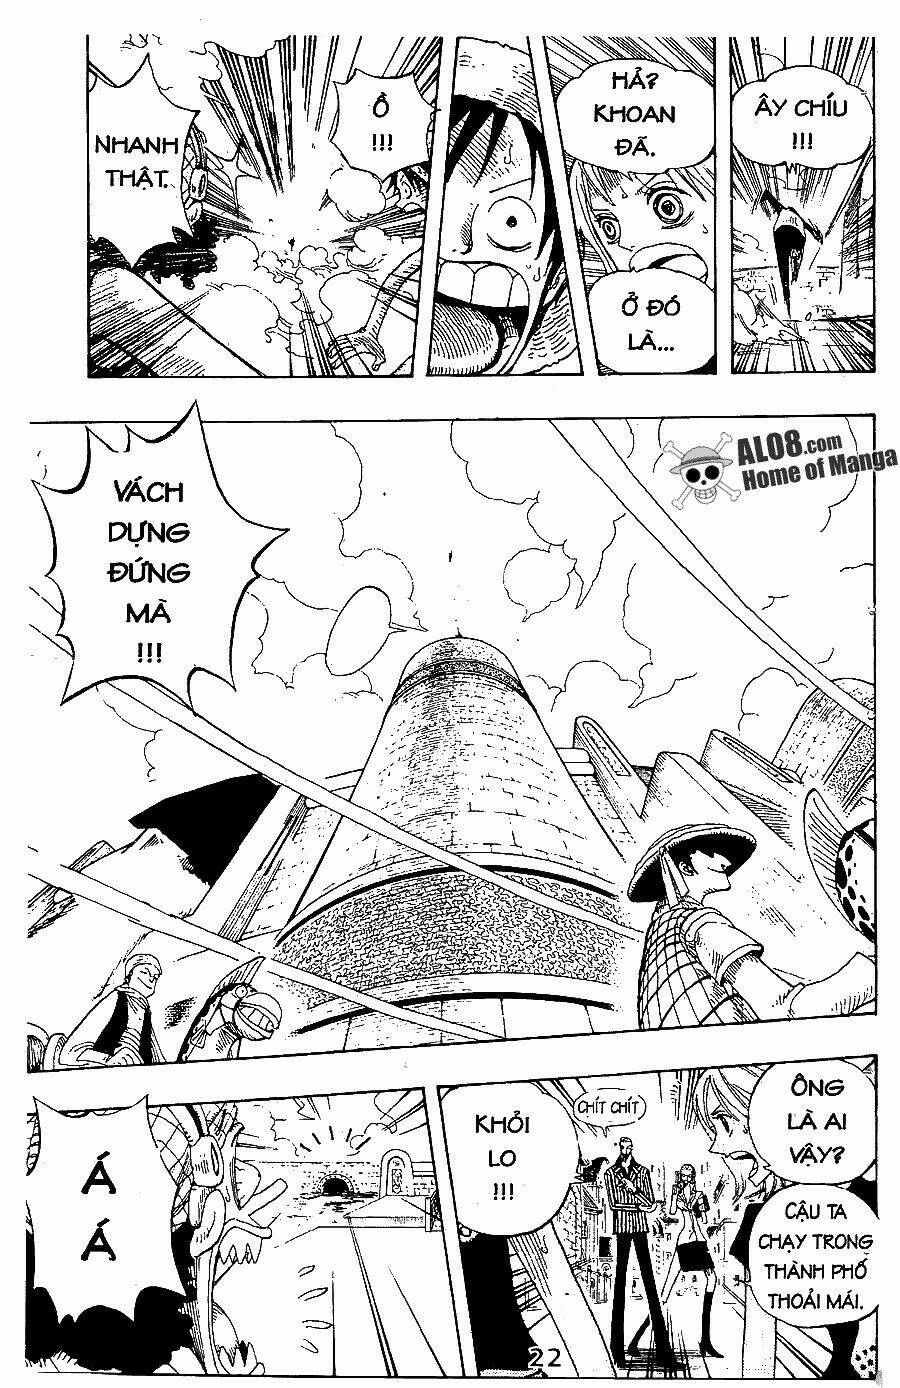 ÂY CHÍU
!!!
HẢ?
KHOAN
ĐÃ.
Ở ĐÓ
LÀ...
Ồ
!!!
NHANH
THẬT.
AL08.com
Home of Manga
VÁCH
DỰNG
ĐỨNG
MÀ
!!!
ÔNG
LÀ AI
VẬY?
CẬU TA
CHẠY TRONG
THÀNH PHỐ
THOẢI MÁI.
CHÍT CHÍT
KHỎI
LO
!!!
Á
Á
22